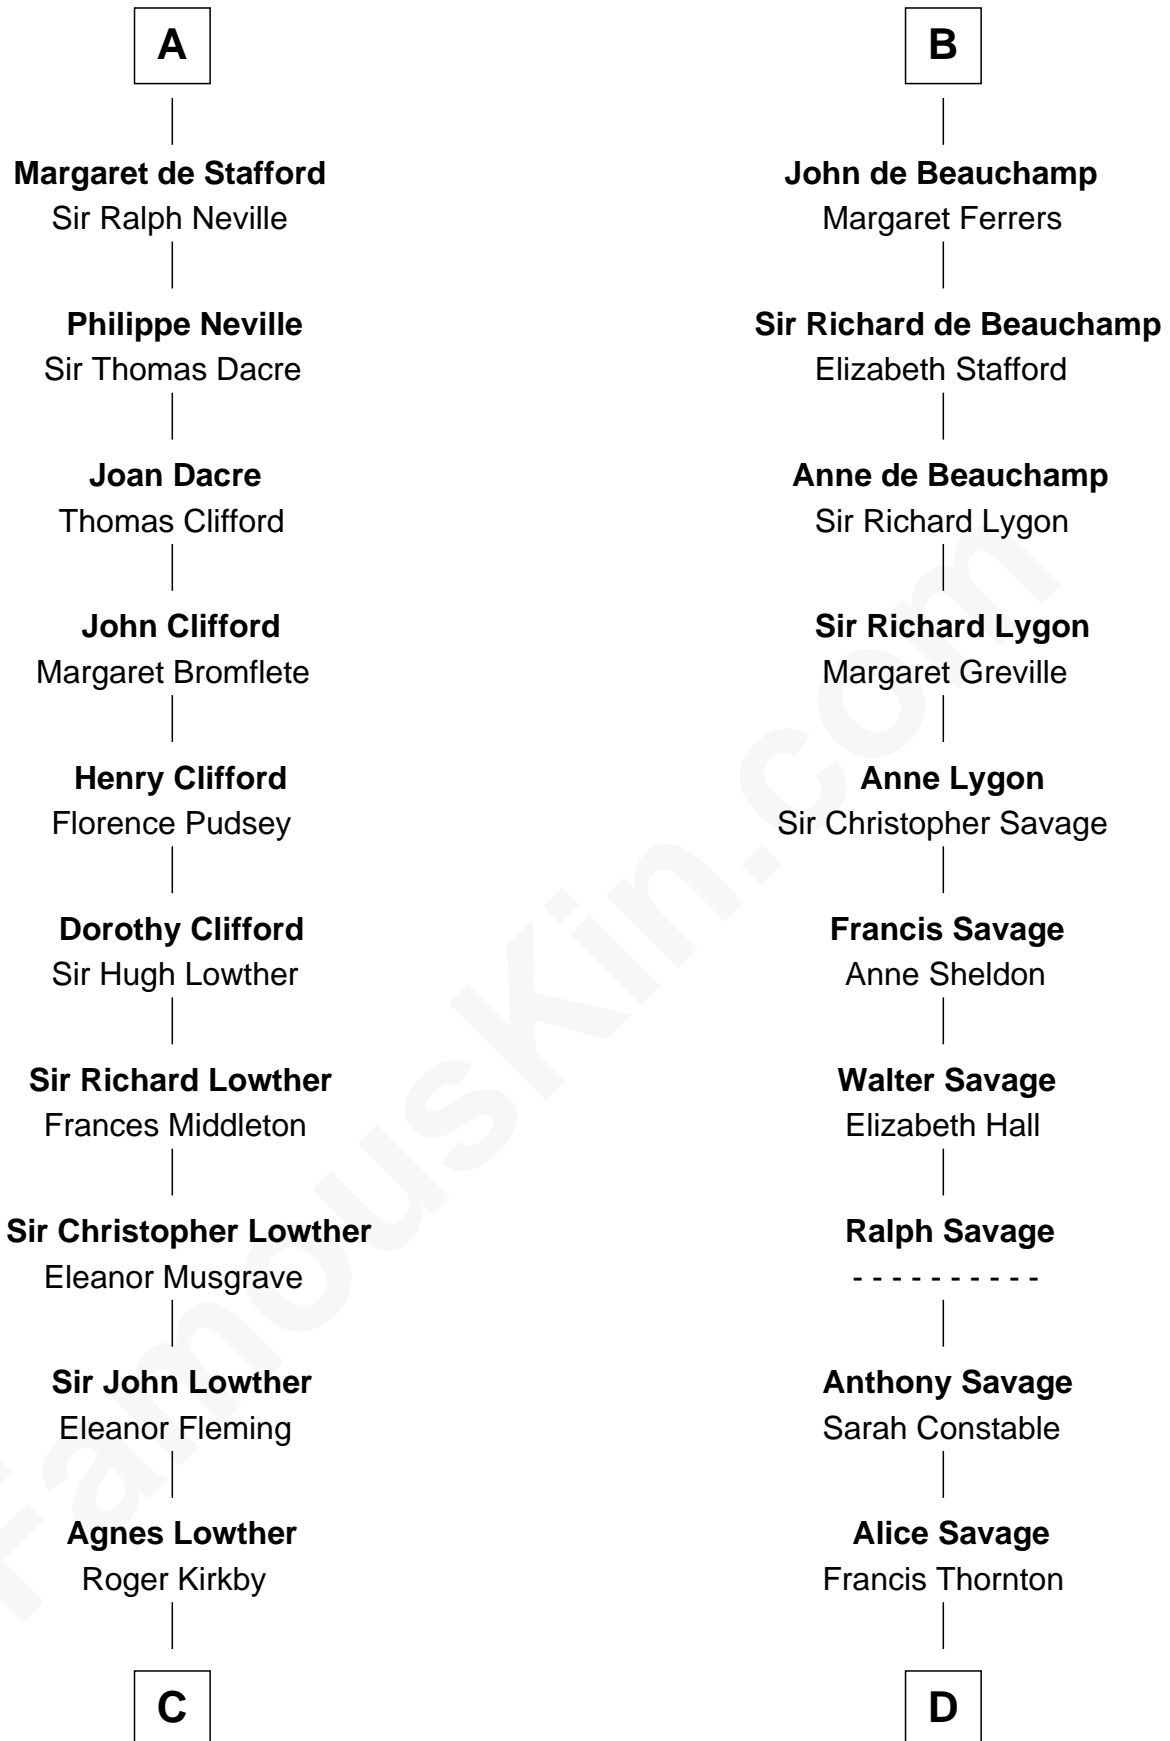 A
Margaret de Stafford
Sir Ralph Neville
Philippe Neville
Sir Thomas Dacre
Joan Dacre
Thomas Clifford
John Clifford
Margaret Bromflete
Henry Clifford
Florence Pudsey
Dorothy Clifford
Sir Hugh Lowther
Sir Richard Lowther
Frances Middleton
Sir Christopher Lowther
Eleanor Musgrave
Sir John Lowther
Eleanor Fleming
Agnes Lowther
Roger Kirkby
C
B
John de Beauchamp
Margaret Ferrers
Sir Richard de Beauchamp
Elizabeth Stafford
Anne de Beauchamp
Sir Richard Lygon
Sir Richard Lygon
Margaret Greville
Anne Lygon
Sir Christopher Savage
Francis Savage
Anne Sheldon
Walter Savage
Elizabeth Hall
Ralph Savage
- - - - - - - - - -
Anthony Savage
Sarah Constable
Alice Savage
Francis Thornton
D
FamousKin.com